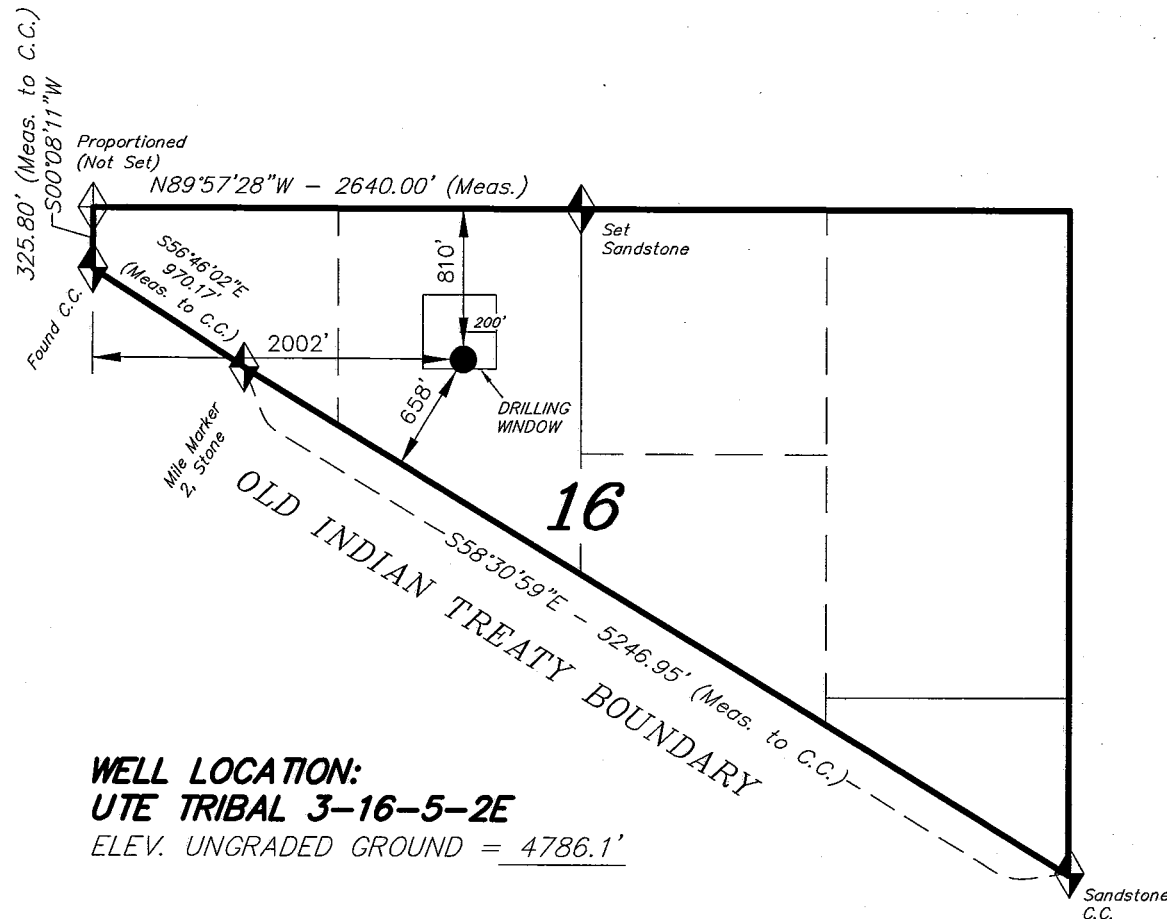 325.80' (Meas. to C.C.)
S00°08'11"W
Proportioned
(Not Set)
N89°57'28"W - 2640.00' (Meas.)
Set
Sandstone
S56°46'02"E
970.17'
(Meas. to C.C.)
Found C.C.
810'
200'
2002'
658'
DRILLING
WINDOW
Mile Marker
2, Stone
16
OLD INDIAN TREATY BOUNDARY
S58°30'59"E - 5246.95' (Meas. to C.C.)
WELL LOCATION:
UTE TRIBAL 3-16-5-2E
ELEV. UNGRADED GROUND = 4786.1'
Sandstone
C.C.